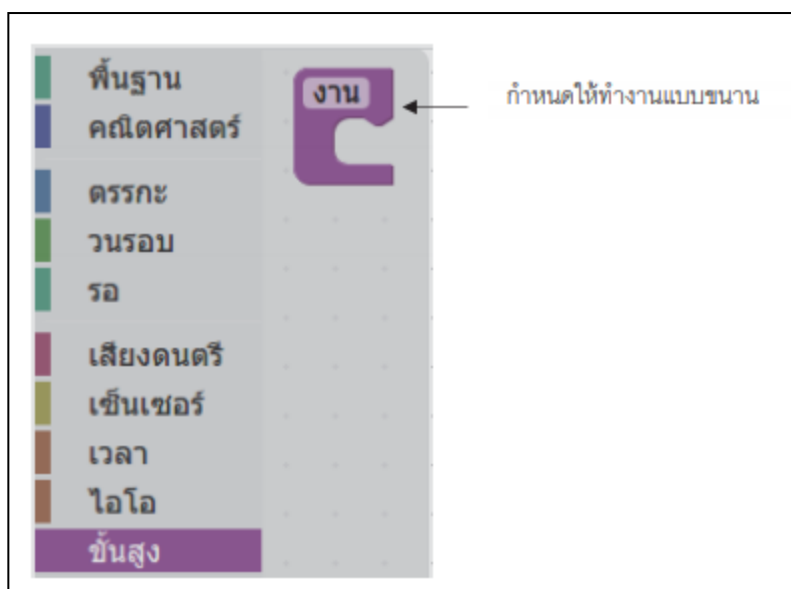 พื้นฐาน
คณิตศาสตร์
ตรรกะ
วนรอบ
รอ
เสียงดนตรี
เซ็นเซอร์
เวลา
ไอโอ
ขั้นสูง
งาน
กำหนดให้ทำงานแบบขนาน